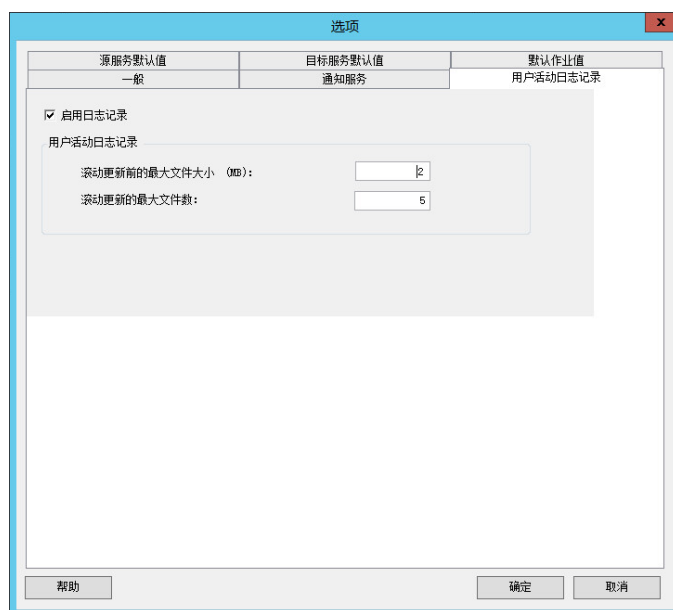 选项
x
源服务默认值 目标服务默认值 默认作业值
一般 通知服务 用户活动日志记录
启用日志记录
用户活动日志记录
滚动更新前的最大文件大小 (MB): 2
滚动更新的最大文件数: 5
帮助 确定 取消